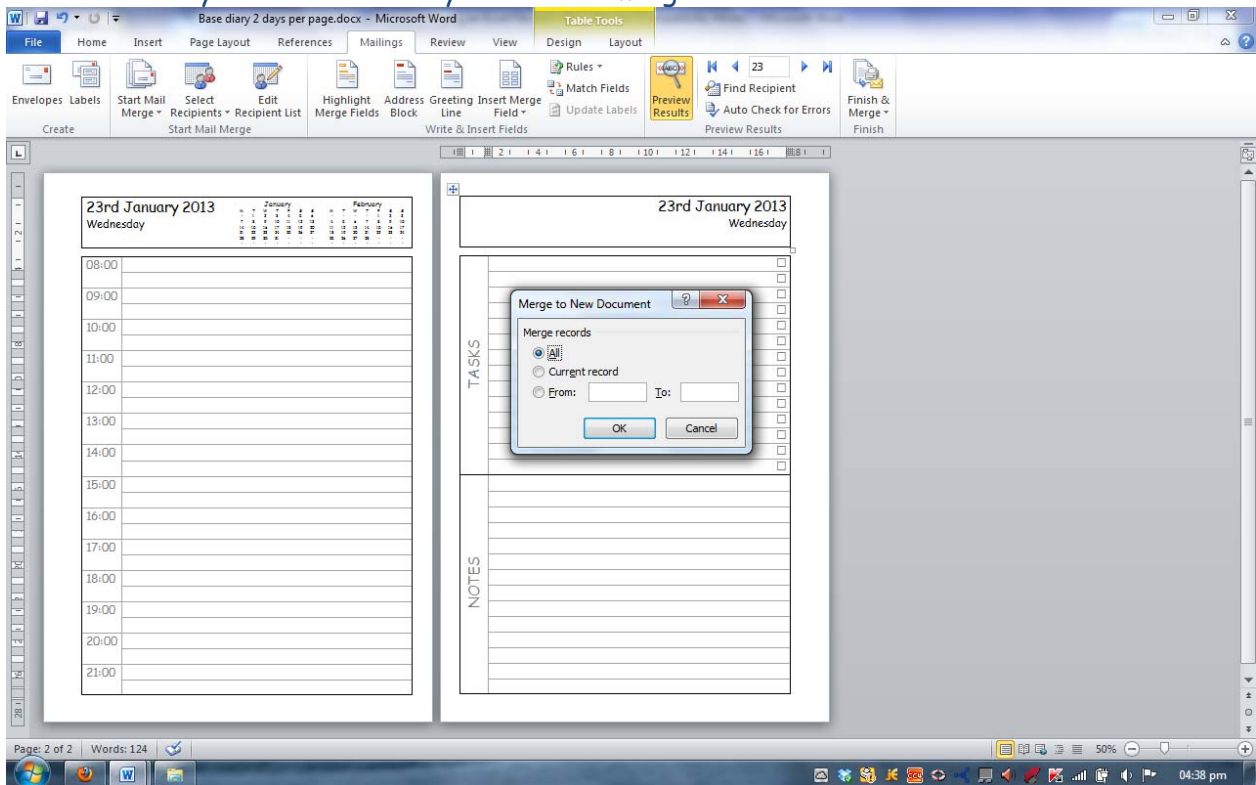 Base diary 2 days per page.docx - Microsoft Word
Table Tools
File Home Insert Page Layout References Mailings Review View Design Layout
Envelopes Labels
Start Mail Merge
Select Recipients
Edit Recipient List
Highlight Merge Fields
Address Block
Greeting Line
Insert Merge Field
Rules
Match Fields
Update Labels
Preview Results
23
Find Recipient
Auto Check for Errors
Finish & Merge
Create
Start Mail Merge
Write & Insert Fields
Preview Results
Finish
23rd January 2013
Wednesday
January
February
08:00
09:00
10:00
11:00
12:00
13:00
14:00
15:00
16:00
17:00
18:00
19:00
20:00
21:00
23rd January 2013
Wednesday
TASKS
NOTES
Merge to New Document
Merge records
All
Current record
From:
To:
OK
Cancel
Page: 2 of 2
Words: 124
50%
04:38 pm